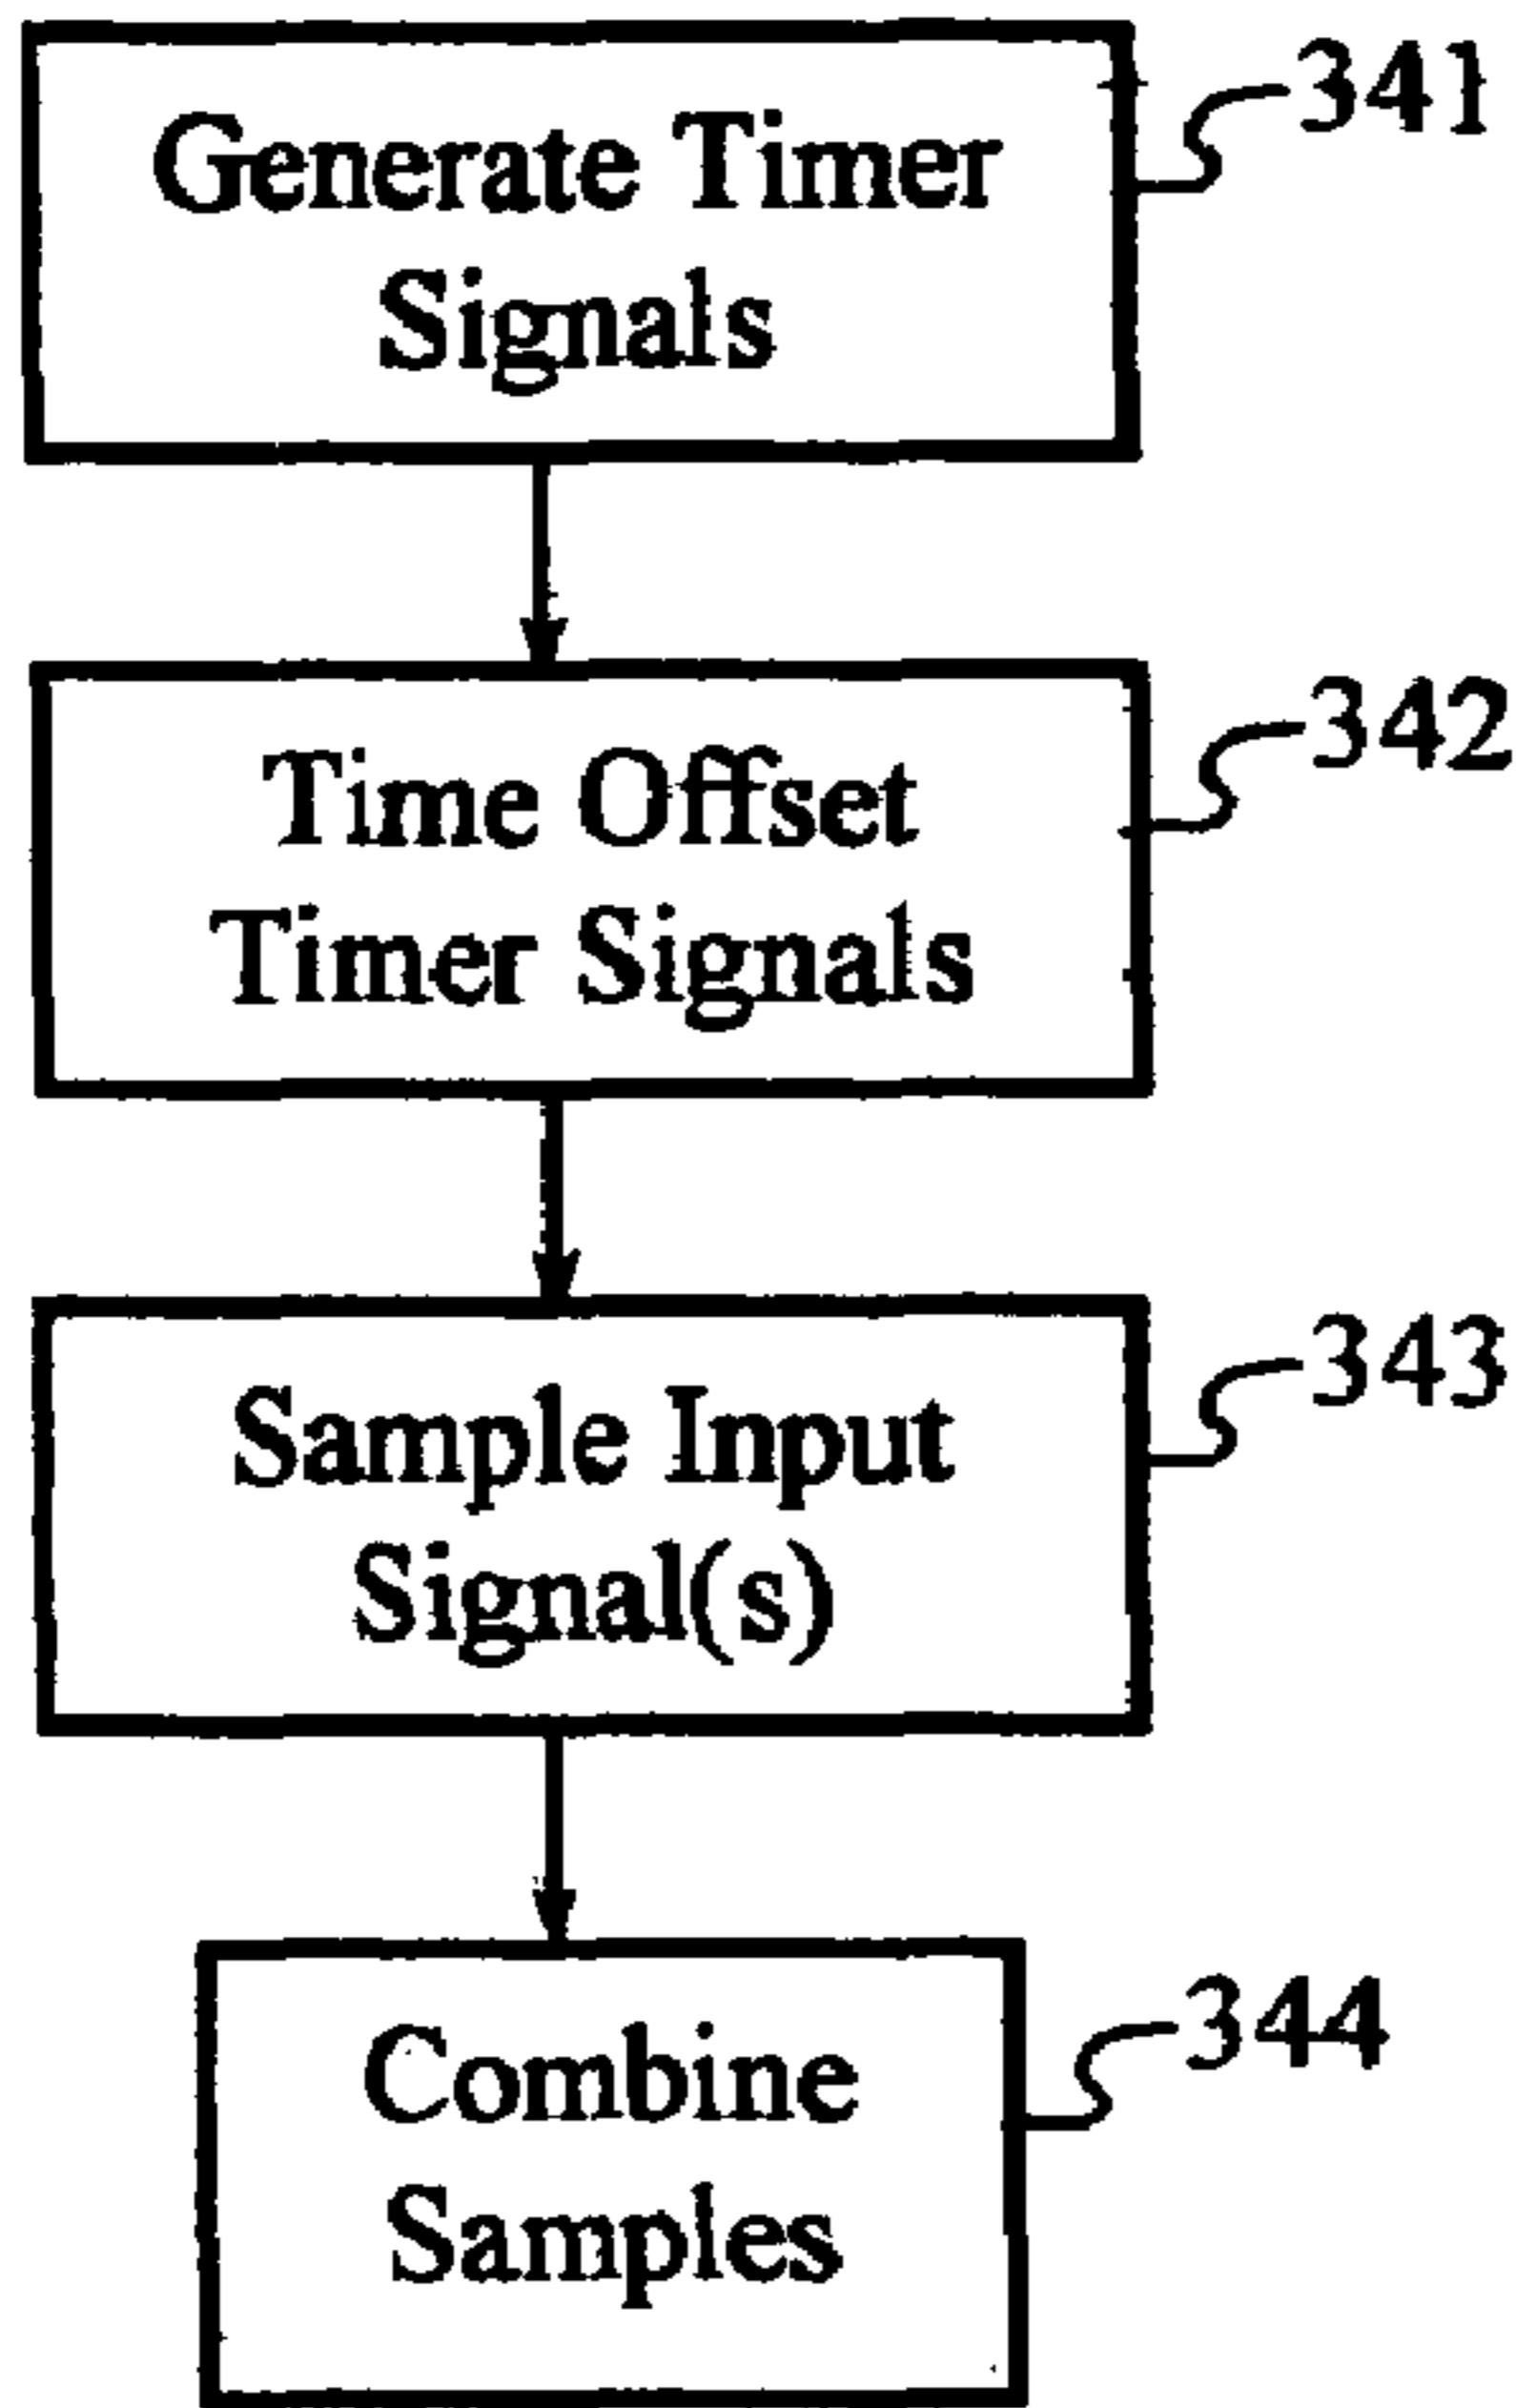 Generate Timer
Signals
341
Time Offset
Timer Signals
342
Sample Input
Signal(s)
343
Combine
Samples
344